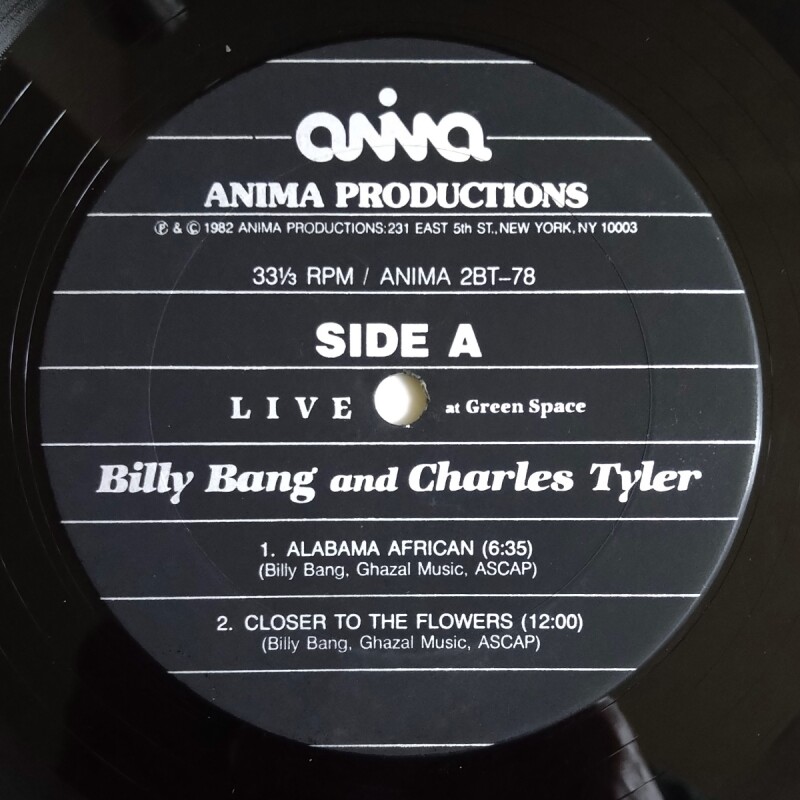 anima
ANIMA PRODUCTIONS
℗ & © 1982 ANIMA PRODUCTIONS:231 EAST 5th ST., NEW YORK, NY 10003
33⅓ RPM / ANIMA 2BT-78
SIDE A
LIVE at Green Space
Billy Bang and Charles Tyler
1. ALABAMA AFRICAN (6:35)
(Billy Bang, Ghazal Music, ASCAP)
2. CLOSER TO THE FLOWERS (12:00)
(Billy Bang, Ghazal Music, ASCAP)